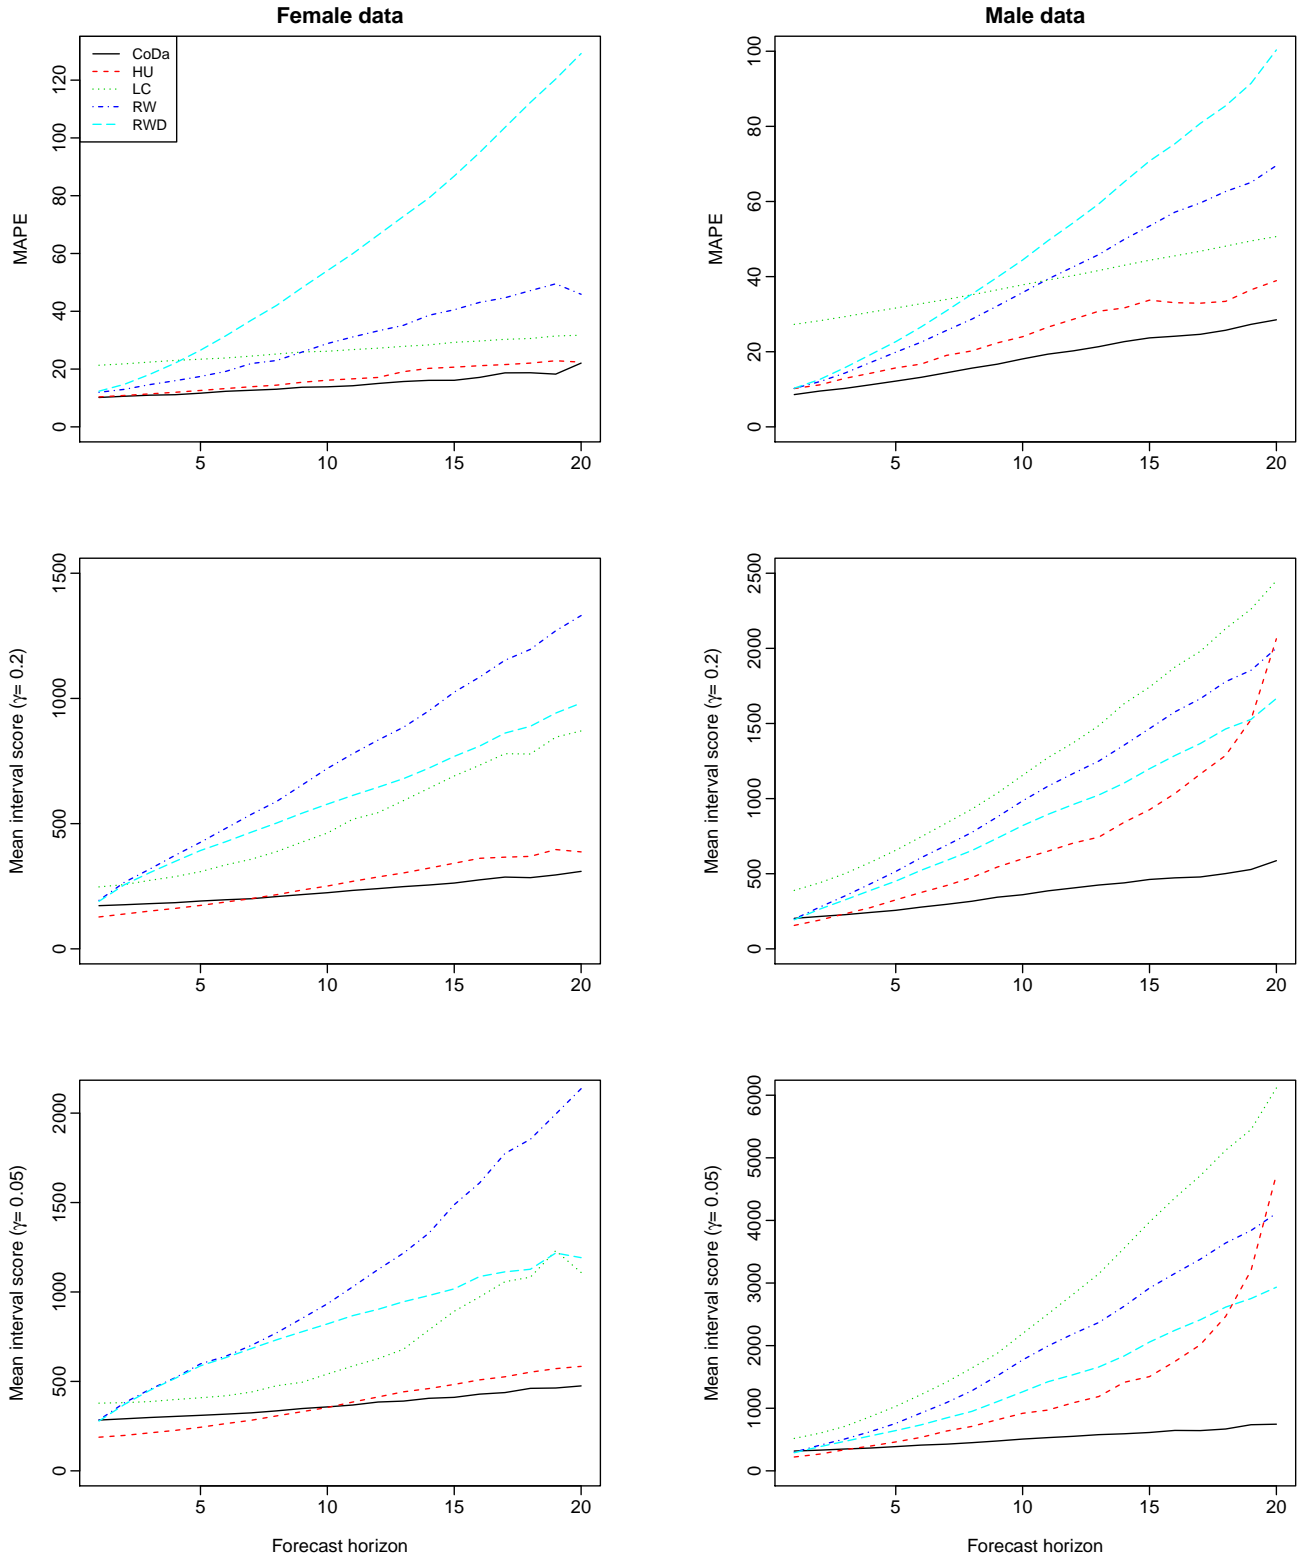 Female data
Male data
CoDa
HU
LC
RW
RWD
MAPE
0 20 40 60 80 100 120
5 10 15 20
MAPE
0 20 40 60 80 100
5 10 15 20
Mean interval score (γ= 0.2)
0 500 1000 1500
5 10 15 20
Mean interval score (γ= 0.2)
0 500 1000 1500 2000 2500
5 10 15 20
Mean interval score (γ= 0.05)
0 500 1000 1500 2000
5 10 15 20
Forecast horizon
Mean interval score (γ= 0.05)
0 1000 2000 3000 4000 5000 6000
5 10 15 20
Forecast horizon